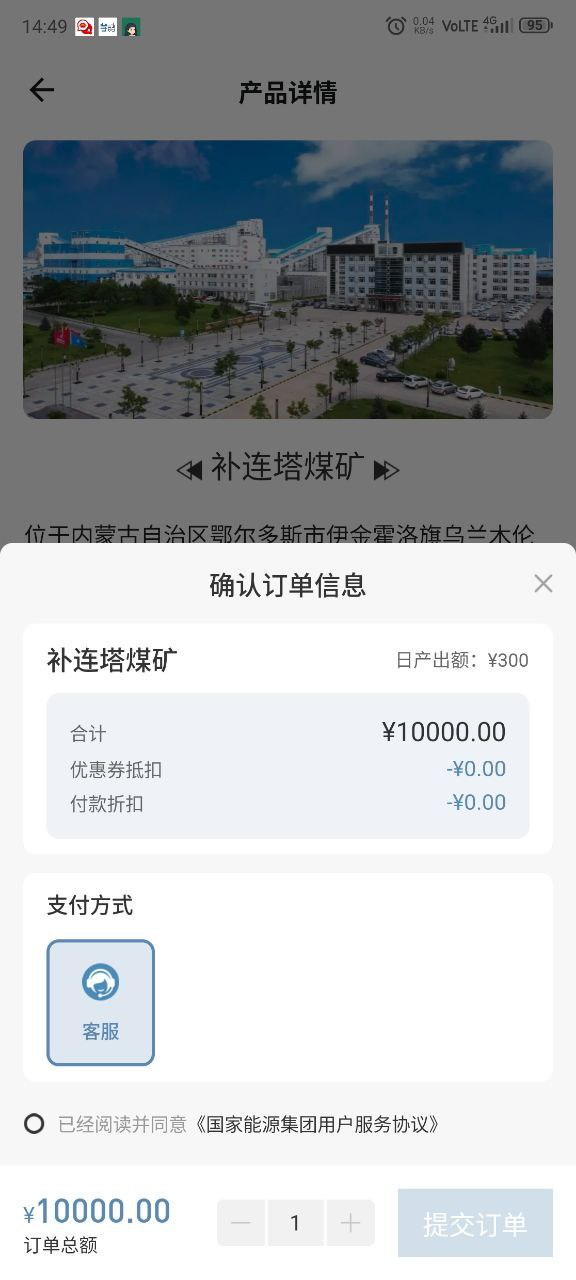 14:49
0.04
KB/s
VoLTE
4G
95
产品详情
补连塔煤矿
位于内蒙古自治区鄂尔多斯市伊金霍洛旗乌兰木伦
确认订单信息
补连塔煤矿
日产出额：¥300
合计
¥10000.00
优惠券抵扣
-¥0.00
付款折扣
-¥0.00
支付方式
客服
已经阅读并同意《国家能源集团用户服务协议》
¥10000.00
订单总额
1
提交订单